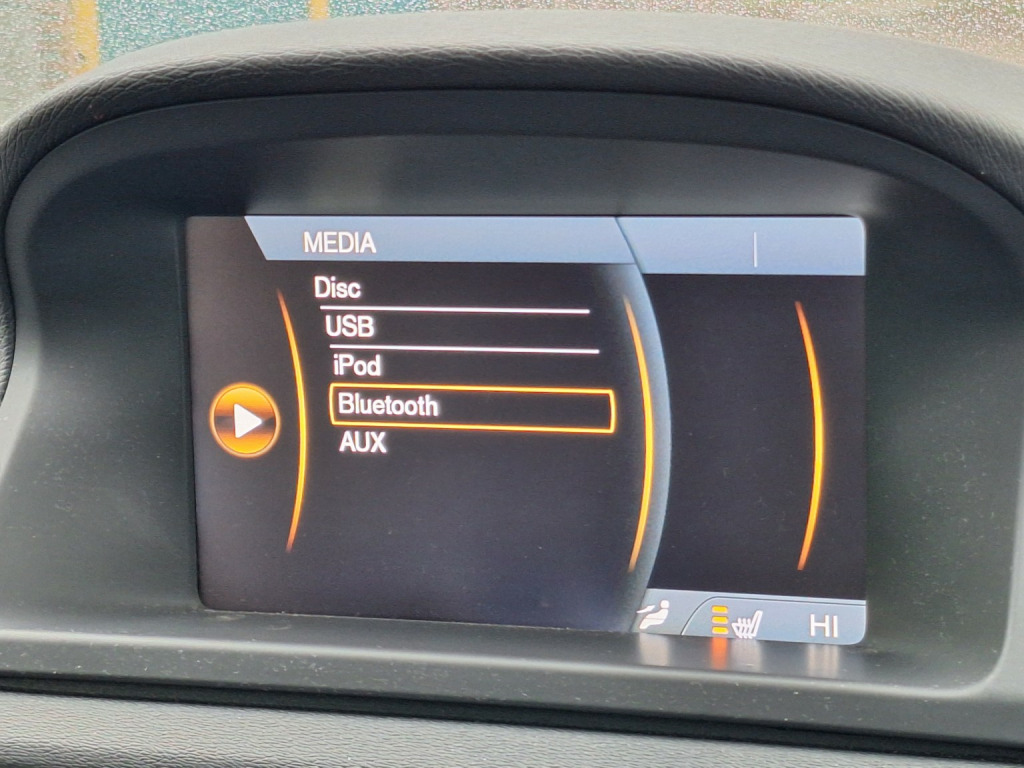 MEDIA
Disc
USB
iPod
Bluetooth
AUX
HI